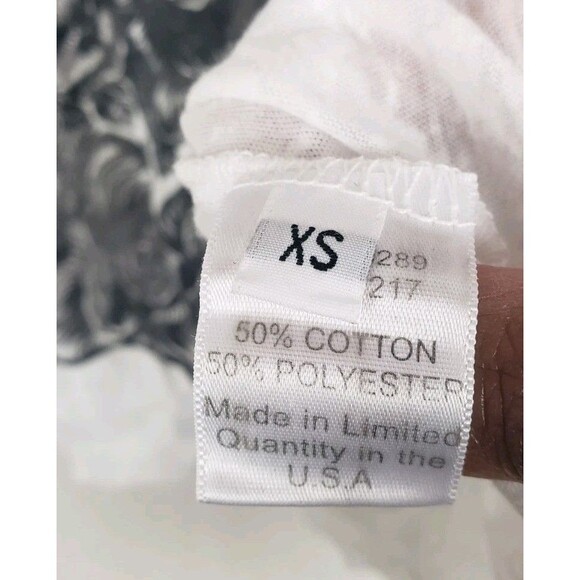 XS
289
217
50% COTTON
50% POLYESTER
Made in Limited
Quantity in the
U.S.A